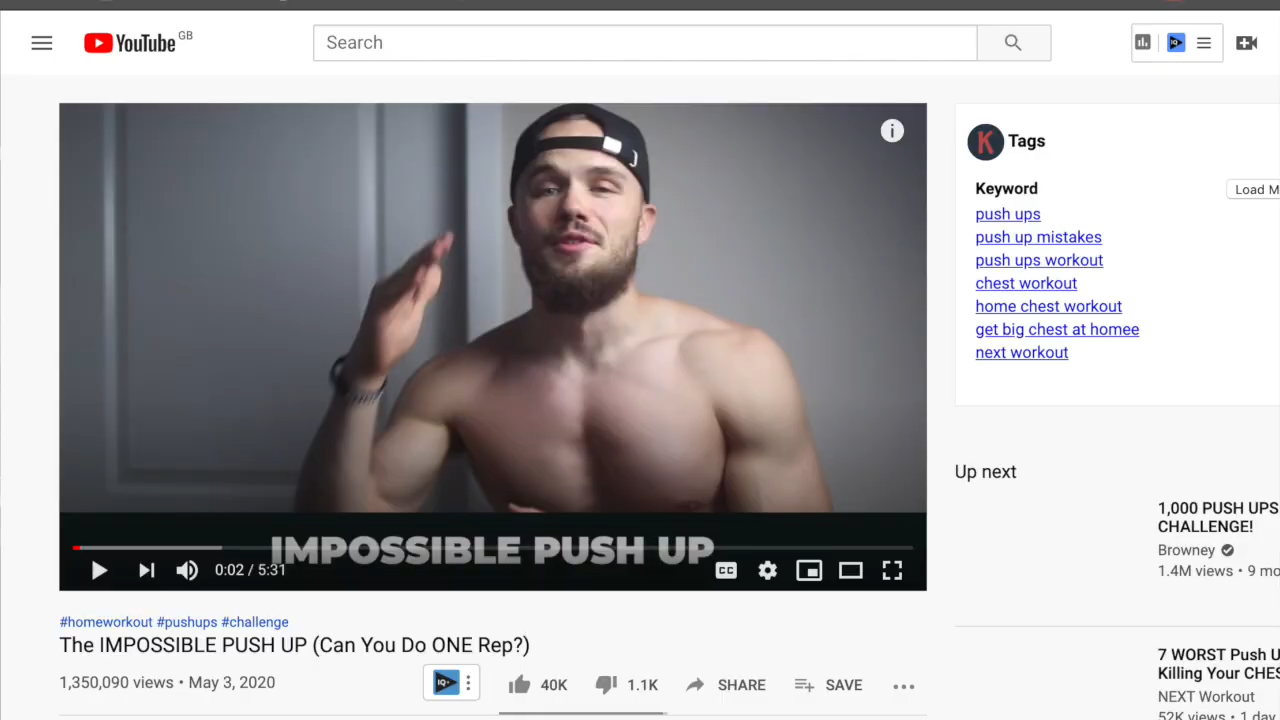 YouTube GB
Search
IQ
i
K Tags
Keyword
Load M
push ups
push up mistakes
push ups workout
chest workout
home chest workout
get big chest at homee
next workout
IMPOSSIBLE PUSH UP
0:02 / 5:31
CC
Up next
1,000 PUSH UPS
CHALLENGE!
Browney
1.4M views • 9 mo
#homeworkout #pushups #challenge
The IMPOSSIBLE PUSH UP (Can You Do ONE Rep?)
1,350,090 views • May 3, 2020
IQ
40K
1.1K
SHARE
SAVE
7 WORST Push U
Killing Your CHES
NEXT Workout
52K views • 1 day